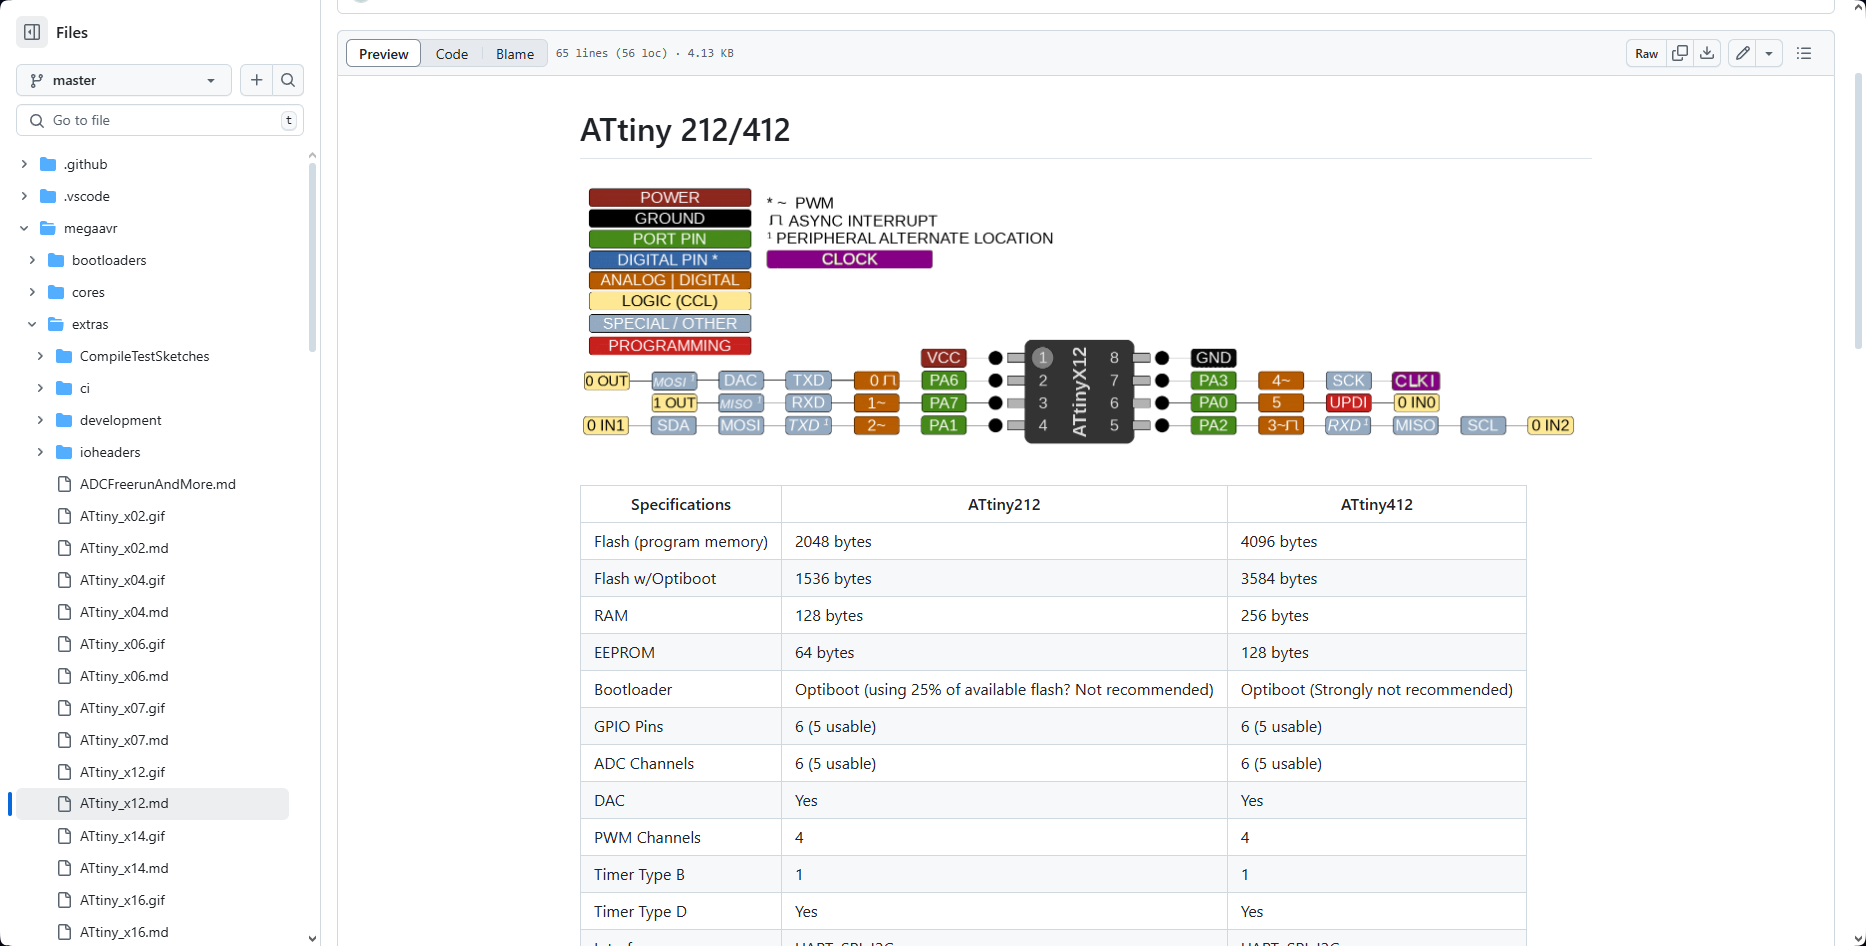 Files
master
Go to file
t
.github
.vscode
megaavr
bootloaders
cores
extras
CompileTestSketches
ci
development
ioheaders
ADCFreerunAndMore.md
ATtiny_x02.gif
ATtiny_x02.md
ATtiny_x04.gif
ATtiny_x04.md
ATtiny_x06.gif
ATtiny_x06.md
ATtiny_x07.gif
ATtiny_x07.md
ATtiny_x12.gif
ATtiny_x12.md
ATtiny_x14.gif
ATtiny_x14.md
ATtiny_x16.gif
ATtiny_x16.md
Preview Code Blame 65 lines (56 loc) · 4.13 KB Raw
ATtiny 212/412
POWER
GROUND
PORT PIN
DIGITAL PIN *
ANALOG | DIGITAL
LOGIC (CCL)
SPECIAL / OTHER
PROGRAMMING
* ~ PWM
ASYNC INTERRUPT
¹ PERIPHERAL ALTERNATE LOCATION
CLOCK
ATtinyX12
VCC 1 8 GND
0 OUT MOSI ¹ DAC TXD 0 PA6 2 7 PA3 4~ SCK CLKI
1 OUT MISO ¹ RXD 1~ PA7 3 6 PA0 5 UPDI 0 IN0
0 IN1 SDA MOSI TXD ¹ 2~ PA1 4 5 PA2 3~ RXD ¹ MISO SCL 0 IN2
Specifications ATtiny212 ATtiny412
Flash (program memory) 2048 bytes 4096 bytes
Flash w/Optiboot 1536 bytes 3584 bytes
RAM 128 bytes 256 bytes
EEPROM 64 bytes 128 bytes
Bootloader Optiboot (using 25% of available flash? Not recommended) Optiboot (Strongly not recommended)
GPIO Pins 6 (5 usable) 6 (5 usable)
ADC Channels 6 (5 usable) 6 (5 usable)
DAC Yes Yes
PWM Channels 4 4
Timer Type B 1 1
Timer Type D Yes Yes